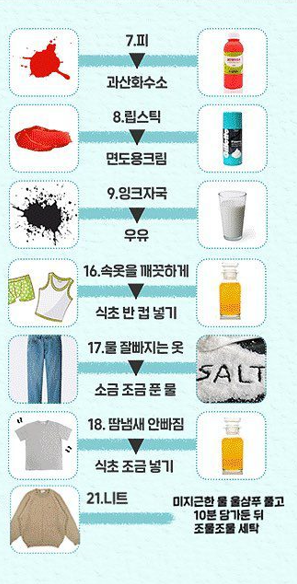 7.피
과산화수소
8.립스틱
면도용크림
9.잉크자국
우유
16.속옷을 깨끗하게
식초 반 컵 넣기
17.물 잘빠지는 옷
소금 조금 푼 물
SALT
18. 땀냄새 안빠짐
식초 조금 넣기
21.니트
미지근한 물 울샴푸 풀고
10분 담가둔 뒤
조물조물 세탁